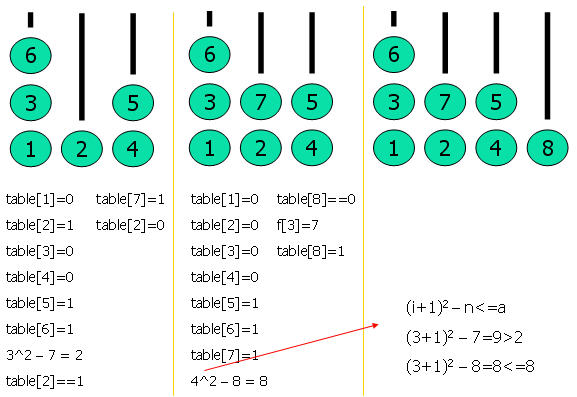 6
3 5
1 2 4
table[1]=0 table[7]=1
table[2]=1 table[2]=0
table[3]=0
table[4]=0
table[5]=1
table[6]=1
3^2 – 7 = 2
table[2]==1
6
3 7 5
1 2 4
table[1]=0 table[8]==0
table[2]=0 f[3]=7
table[3]=0 table[8]=1
table[4]=0
table[5]=1
table[6]=1
table[7]=1
4^2 – 8 = 8
6
3 7 5
1 2 4 8
(i+1)² – n<=a
(3+1)² – 7=9>2
(3+1)² – 8=8<=8